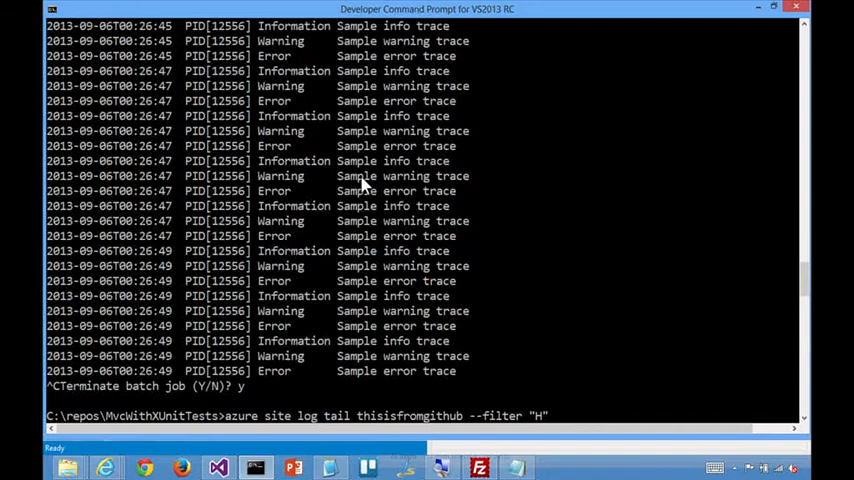 Developer Command Prompt for VS2013 RC
2013-09-06T00:26:45 PID[12556] Information Sample info trace
2013-09-06T00:26:45 PID[12556] Warning Sample warning trace
2013-09-06T00:26:45 PID[12556] Error Sample error trace
2013-09-06T00:26:47 PID[12556] Information Sample info trace
2013-09-06T00:26:47 PID[12556] Warning Sample warning trace
2013-09-06T00:26:47 PID[12556] Error Sample error trace
2013-09-06T00:26:47 PID[12556] Information Sample info trace
2013-09-06T00:26:47 PID[12556] Warning Sample warning trace
2013-09-06T00:26:47 PID[12556] Error Sample error trace
2013-09-06T00:26:47 PID[12556] Information Sample info trace
2013-09-06T00:26:47 PID[12556] Warning Sample warning trace
2013-09-06T00:26:47 PID[12556] Error Sample error trace
2013-09-06T00:26:47 PID[12556] Information Sample info trace
2013-09-06T00:26:47 PID[12556] Warning Sample warning trace
2013-09-06T00:26:47 PID[12556] Error Sample error trace
2013-09-06T00:26:49 PID[12556] Information Sample info trace
2013-09-06T00:26:49 PID[12556] Warning Sample warning trace
2013-09-06T00:26:49 PID[12556] Error Sample error trace
2013-09-06T00:26:49 PID[12556] Information Sample info trace
2013-09-06T00:26:49 PID[12556] Warning Sample warning trace
2013-09-06T00:26:49 PID[12556] Error Sample error trace
2013-09-06T00:26:49 PID[12556] Information Sample info trace
2013-09-06T00:26:49 PID[12556] Warning Sample warning trace
2013-09-06T00:26:49 PID[12556] Error Sample error trace
^CTerminate batch job (Y/N)? y
C:\repos\MvcWithXUnitTests>azure site log tail thisisfromgithub --filter "H"
Ready